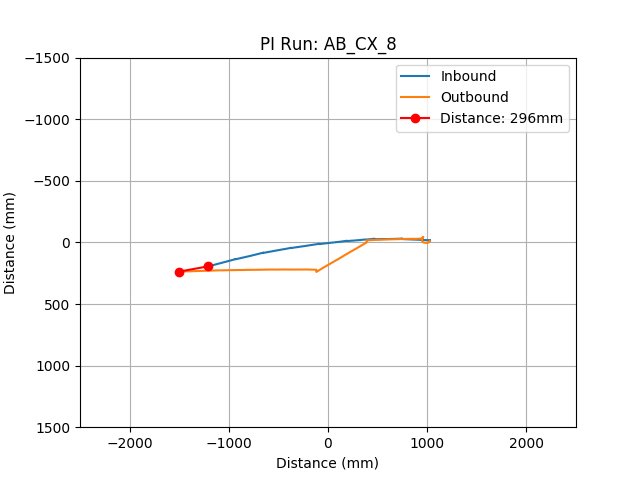 PI Run: AB_CX_8
−1500
−1000
−500
0
500
1000
1500
Distance (mm)
Inbound
Outbound
Distance: 296mm
−2000
−1000
0
1000
2000
Distance (mm)